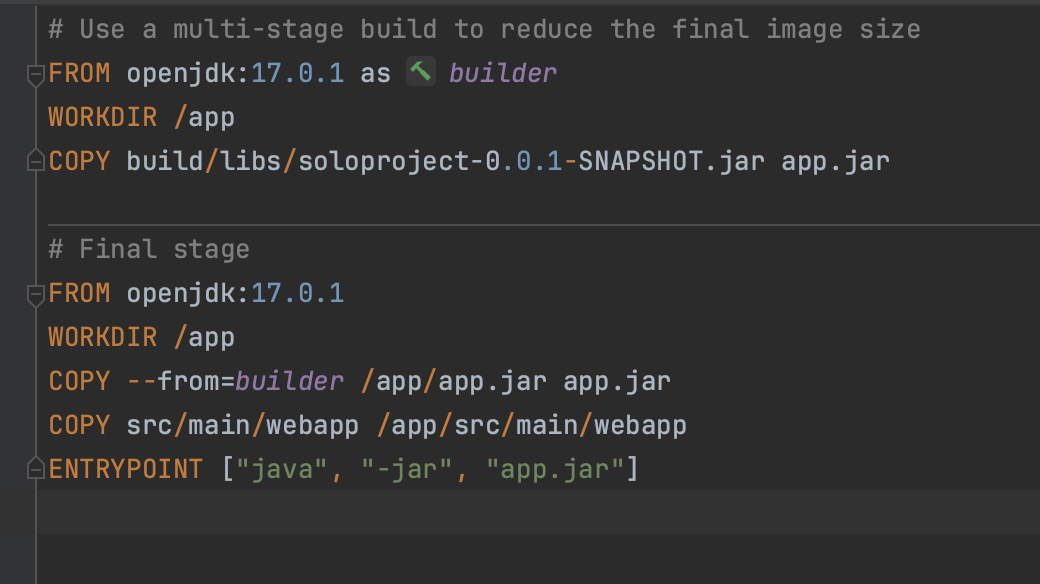 # Use a multi-stage build to reduce the final image size
FROM openjdk:17.0.1 as builder
WORKDIR /app
COPY build/libs/soloproject-0.0.1-SNAPSHOT.jar app.jar
# Final stage
FROM openjdk:17.0.1
WORKDIR /app
COPY --from=builder /app/app.jar app.jar
COPY src/main/webapp /app/src/main/webapp
ENTRYPOINT ["java", "-jar", "app.jar"]